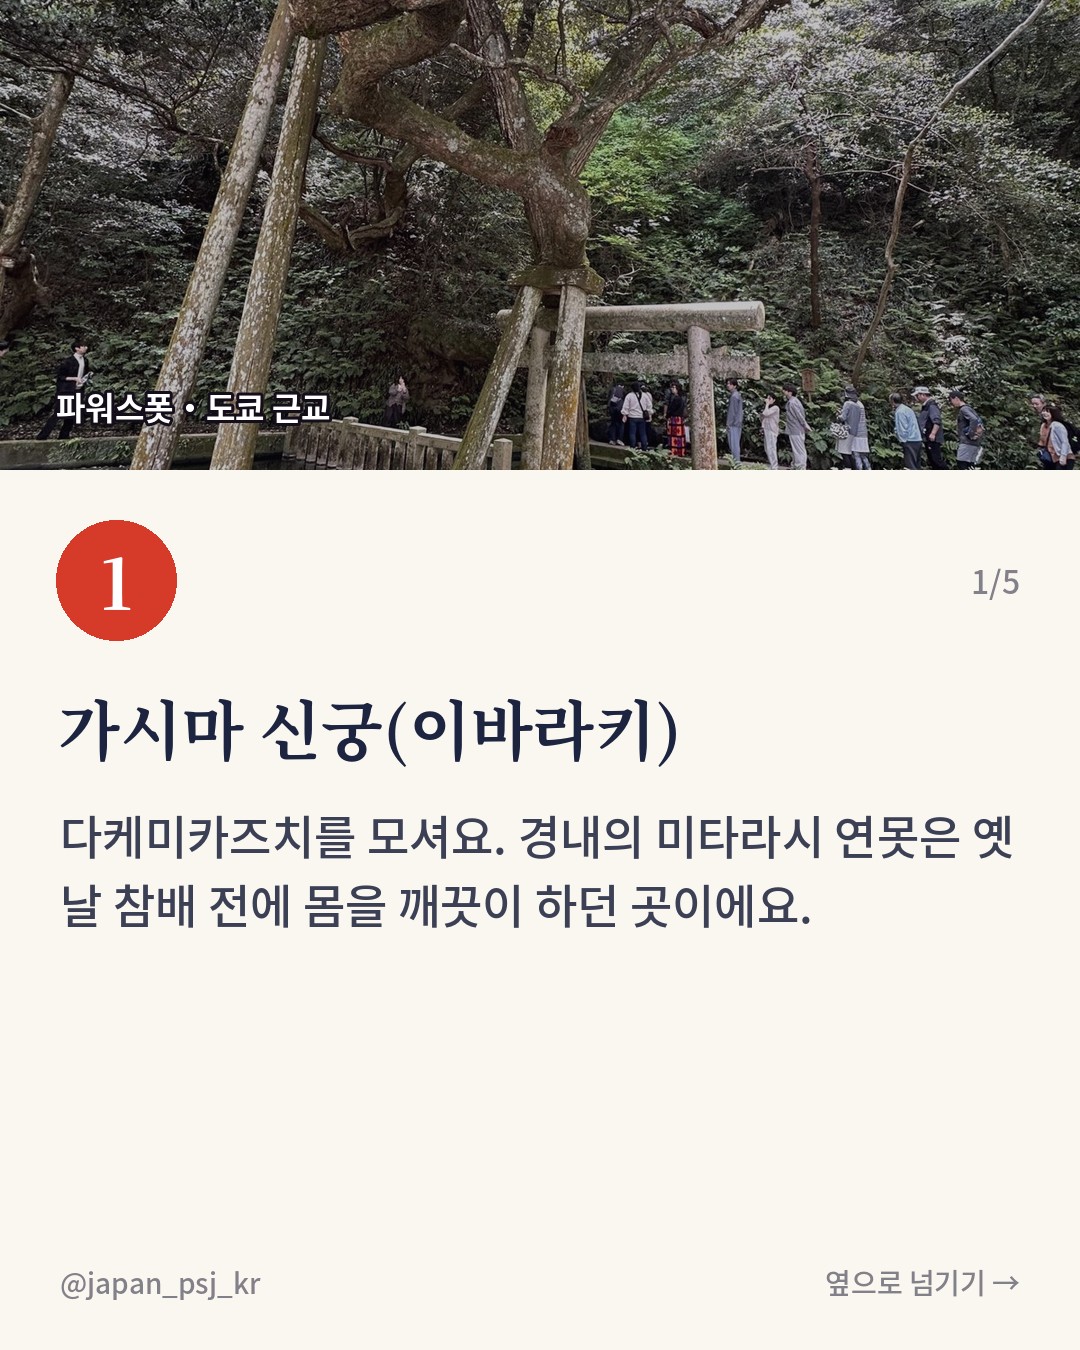 파워스폿・도쿄 근교
1
1/5
가시마 신궁(이바라키)
다케미카즈치를 모셔요. 경내의 미타라시 연못은 옛
날 참배 전에 몸을 깨끗이 하던 곳이에요.
@japan_psj_kr
옆으로 넘기기 →